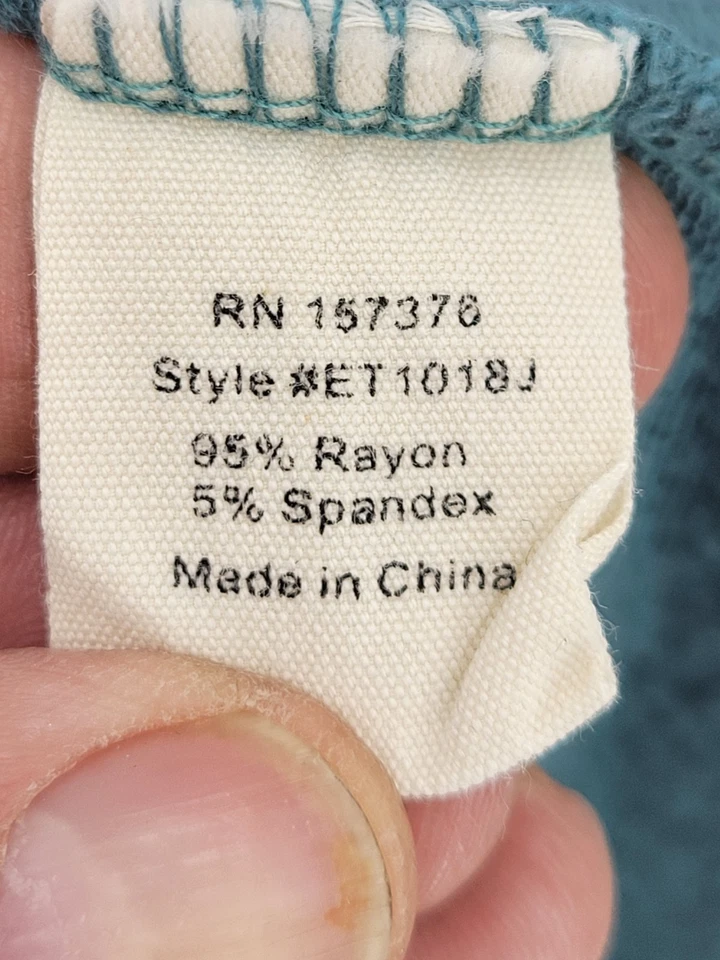 RN 157376
Style #ET1018J
95% Rayon
5% Spandex
Made in China